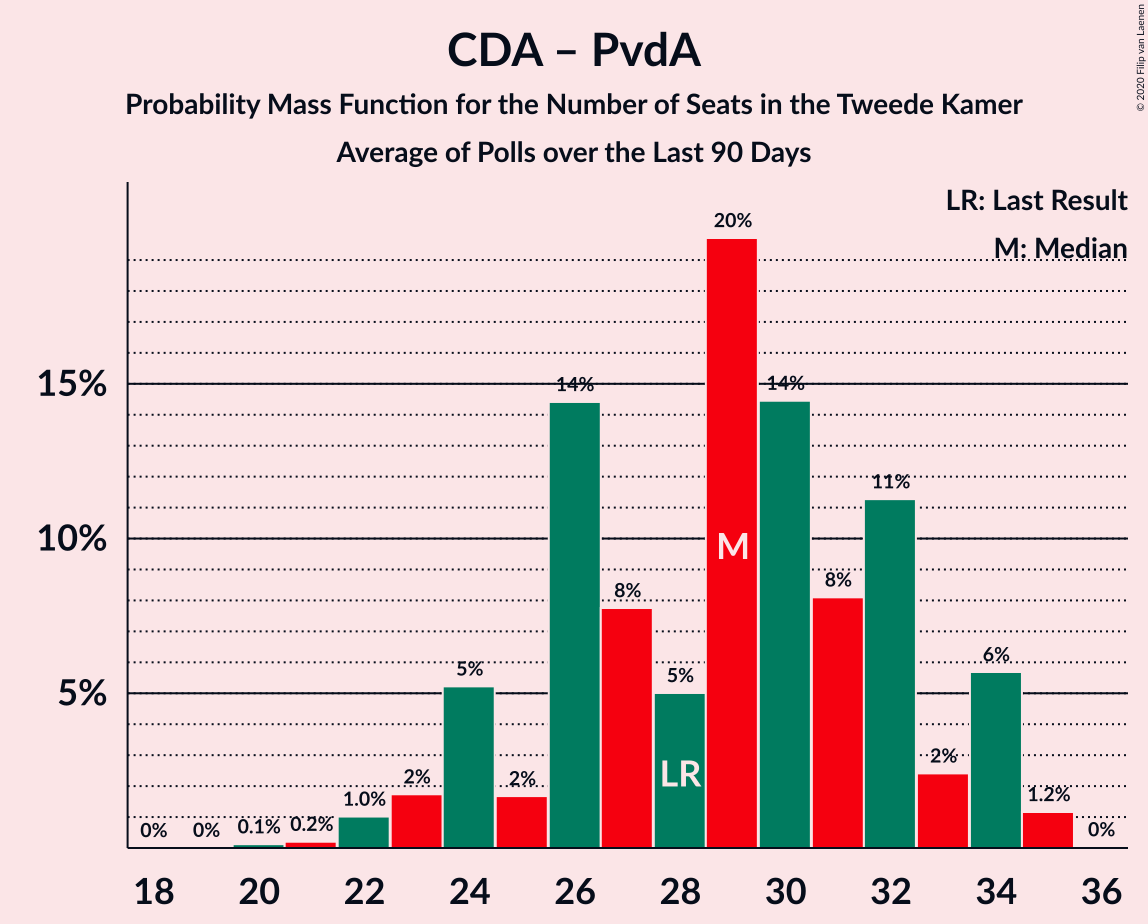 CDA – PvdA
Probability Mass Function for the Number of Seats in the Tweede Kamer
Average of Polls over the Last 90 Days
© 2020 Filip van Laenen
LR: Last Result
M: Median
15%
10%
5%
0%
0%
0.1%
0.2%
1.0%
2%
5%
2%
14%
8%
5%
20%
14%
8%
11%
2%
6%
1.2%
0%
M
LR
18 20 22 24 26 28 30 32 34 36